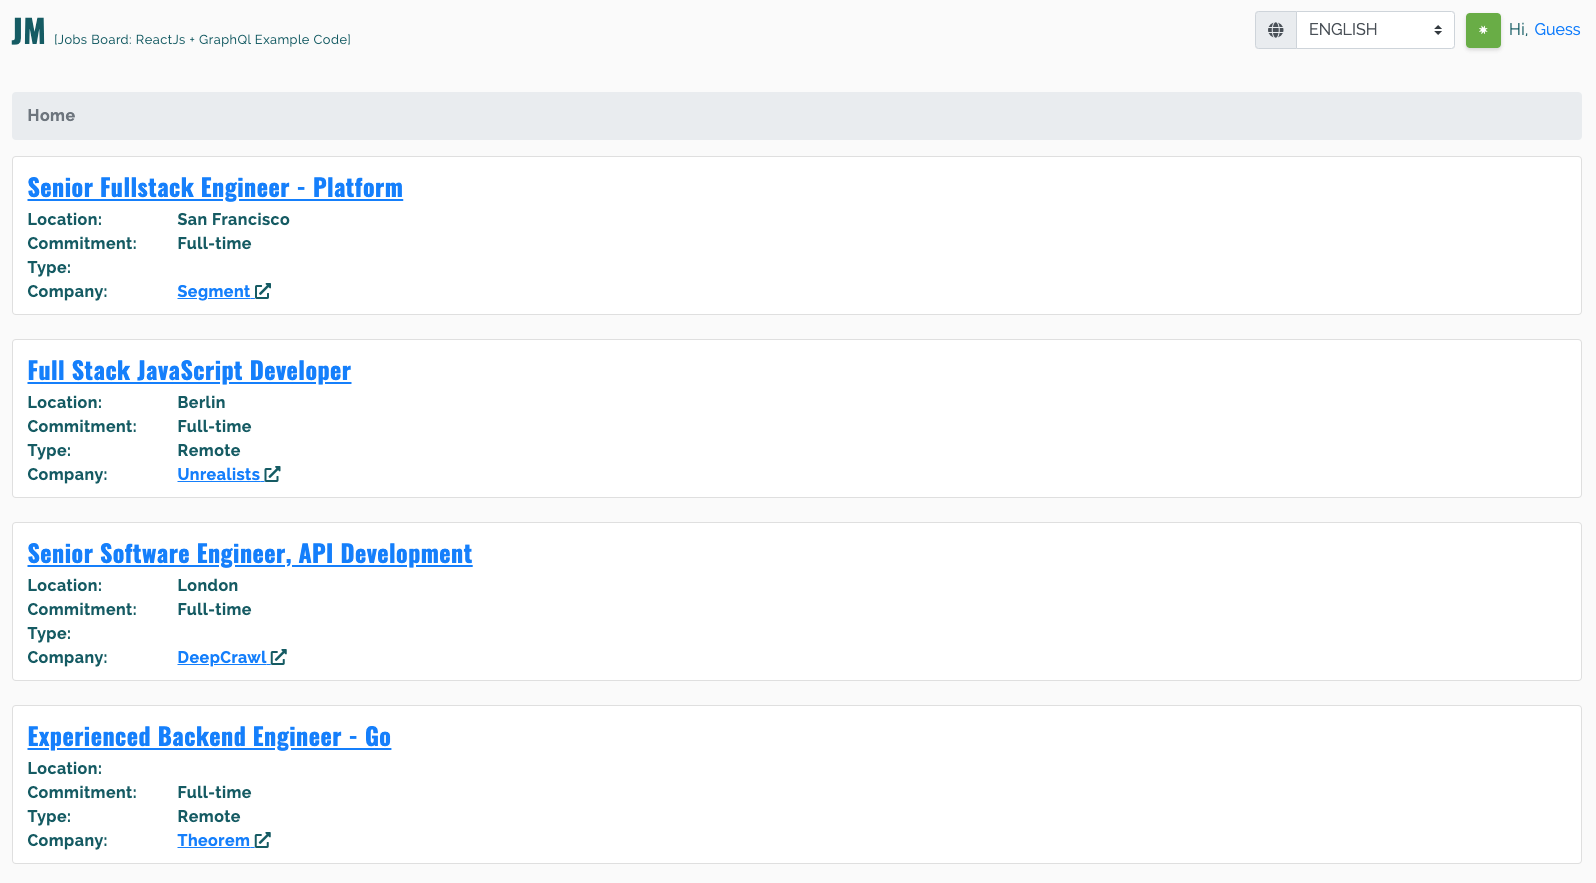 JM [Jobs Board: ReactJs + GraphQl Example Code]
ENGLISH
Hi, Guess
Home
Senior Fullstack Engineer - Platform
Location: San Francisco
Commitment: Full-time
Type:
Company: Segment
Full Stack JavaScript Developer
Location: Berlin
Commitment: Full-time
Type: Remote
Company: Unrealists
Senior Software Engineer, API Development
Location: London
Commitment: Full-time
Type:
Company: DeepCrawl
Experienced Backend Engineer - Go
Location:
Commitment: Full-time
Type: Remote
Company: Theorem